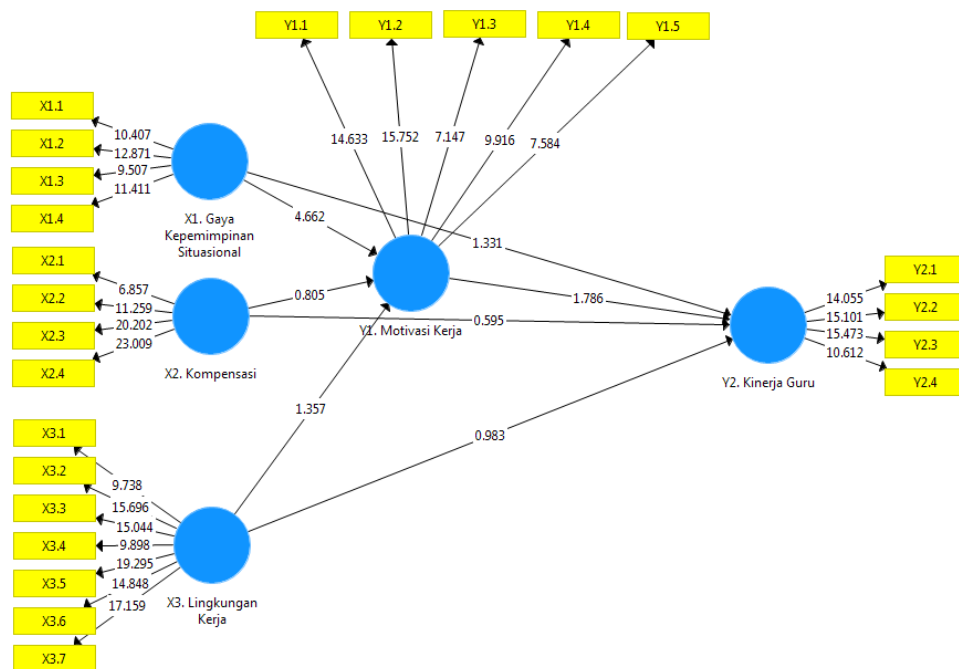 Y1.1
Y1.2
Y1.3
Y1.4
Y1.5
14.633
15.752
7.147
9.916
7.584
X1.1
X1.2
X1.3
X1.4
10.407
12.871
9.507
11.411
X1. Gaya
Kepemimpinan
Situasional
4.662
1.331
X2.1
X2.2
X2.3
X2.4
6.857
11.259
20.202
23.009
X2. Kompensasi
0.805
0.595
Y1. Motivasi Kerja
1.786
Y2. Kinerja Guru
14.055
15.101
15.473
10.612
Y2.1
Y2.2
Y2.3
Y2.4
1.357
0.983
X3.1
X3.2
X3.3
X3.4
X3.5
X3.6
X3.7
9.738
15.696
15.044
9.898
19.295
14.848
17.159
X3. Lingkungan
Kerja